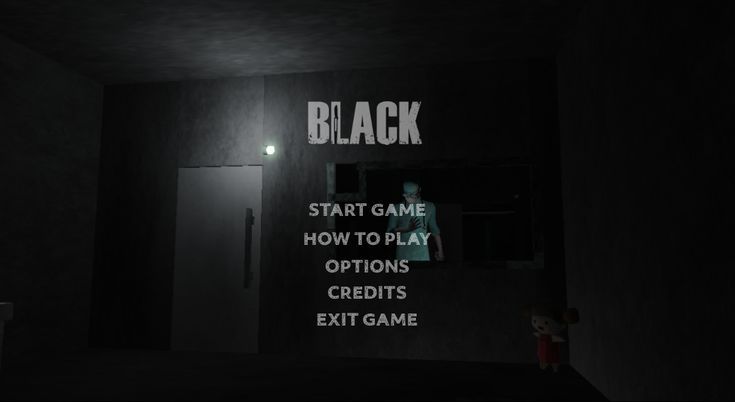 BLACK
START GAME
HOW TO PLAY
OPTIONS
CREDITS
EXIT GAME